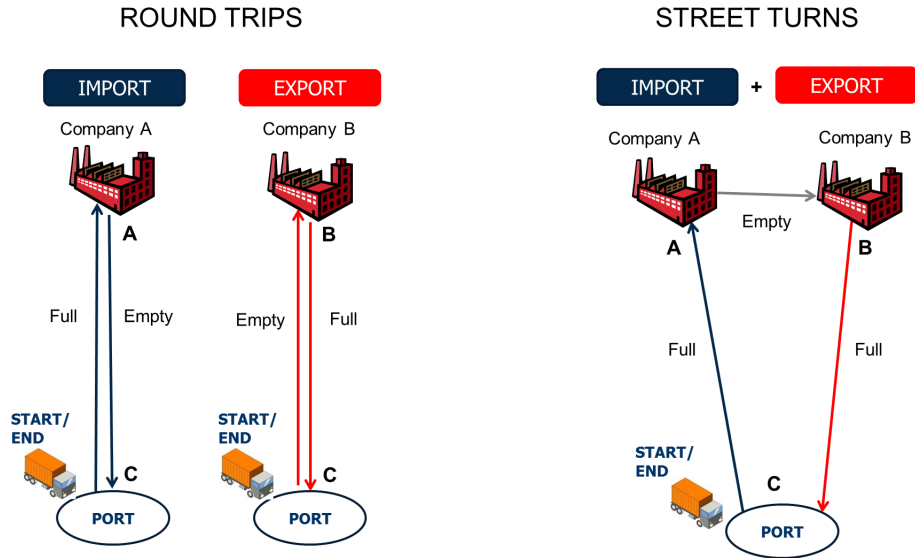 ROUND TRIPS
IMPORT
EXPORT
Company A
Company B
A
B
Full
Empty
Empty
Full
START/
END
START/
END
C
C
PORT
PORT
STREET TURNS
IMPORT
+
EXPORT
Company A
Company B
Empty
A
B
Full
Full
START/
END
C
PORT